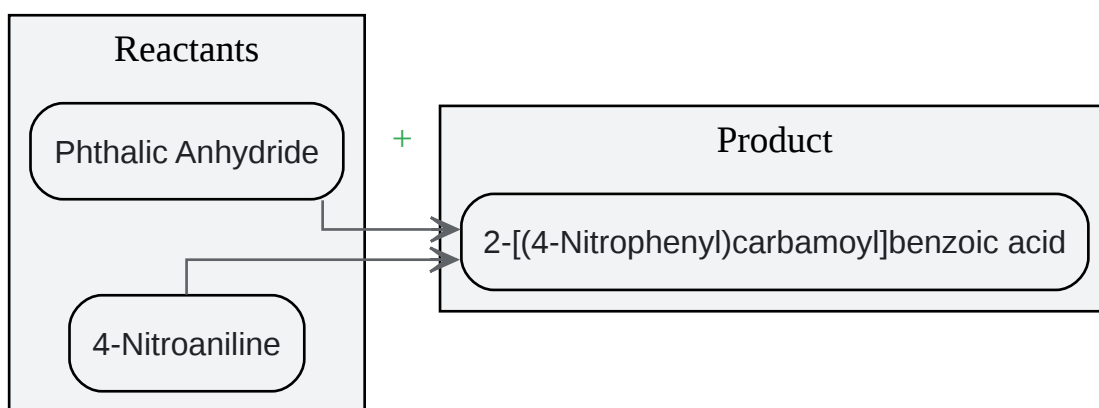 Reactants
Phthalic Anhydride
4-Nitroaniline
+
Product
2-[(4-Nitrophenyl)carbamoyl]benzoic acid